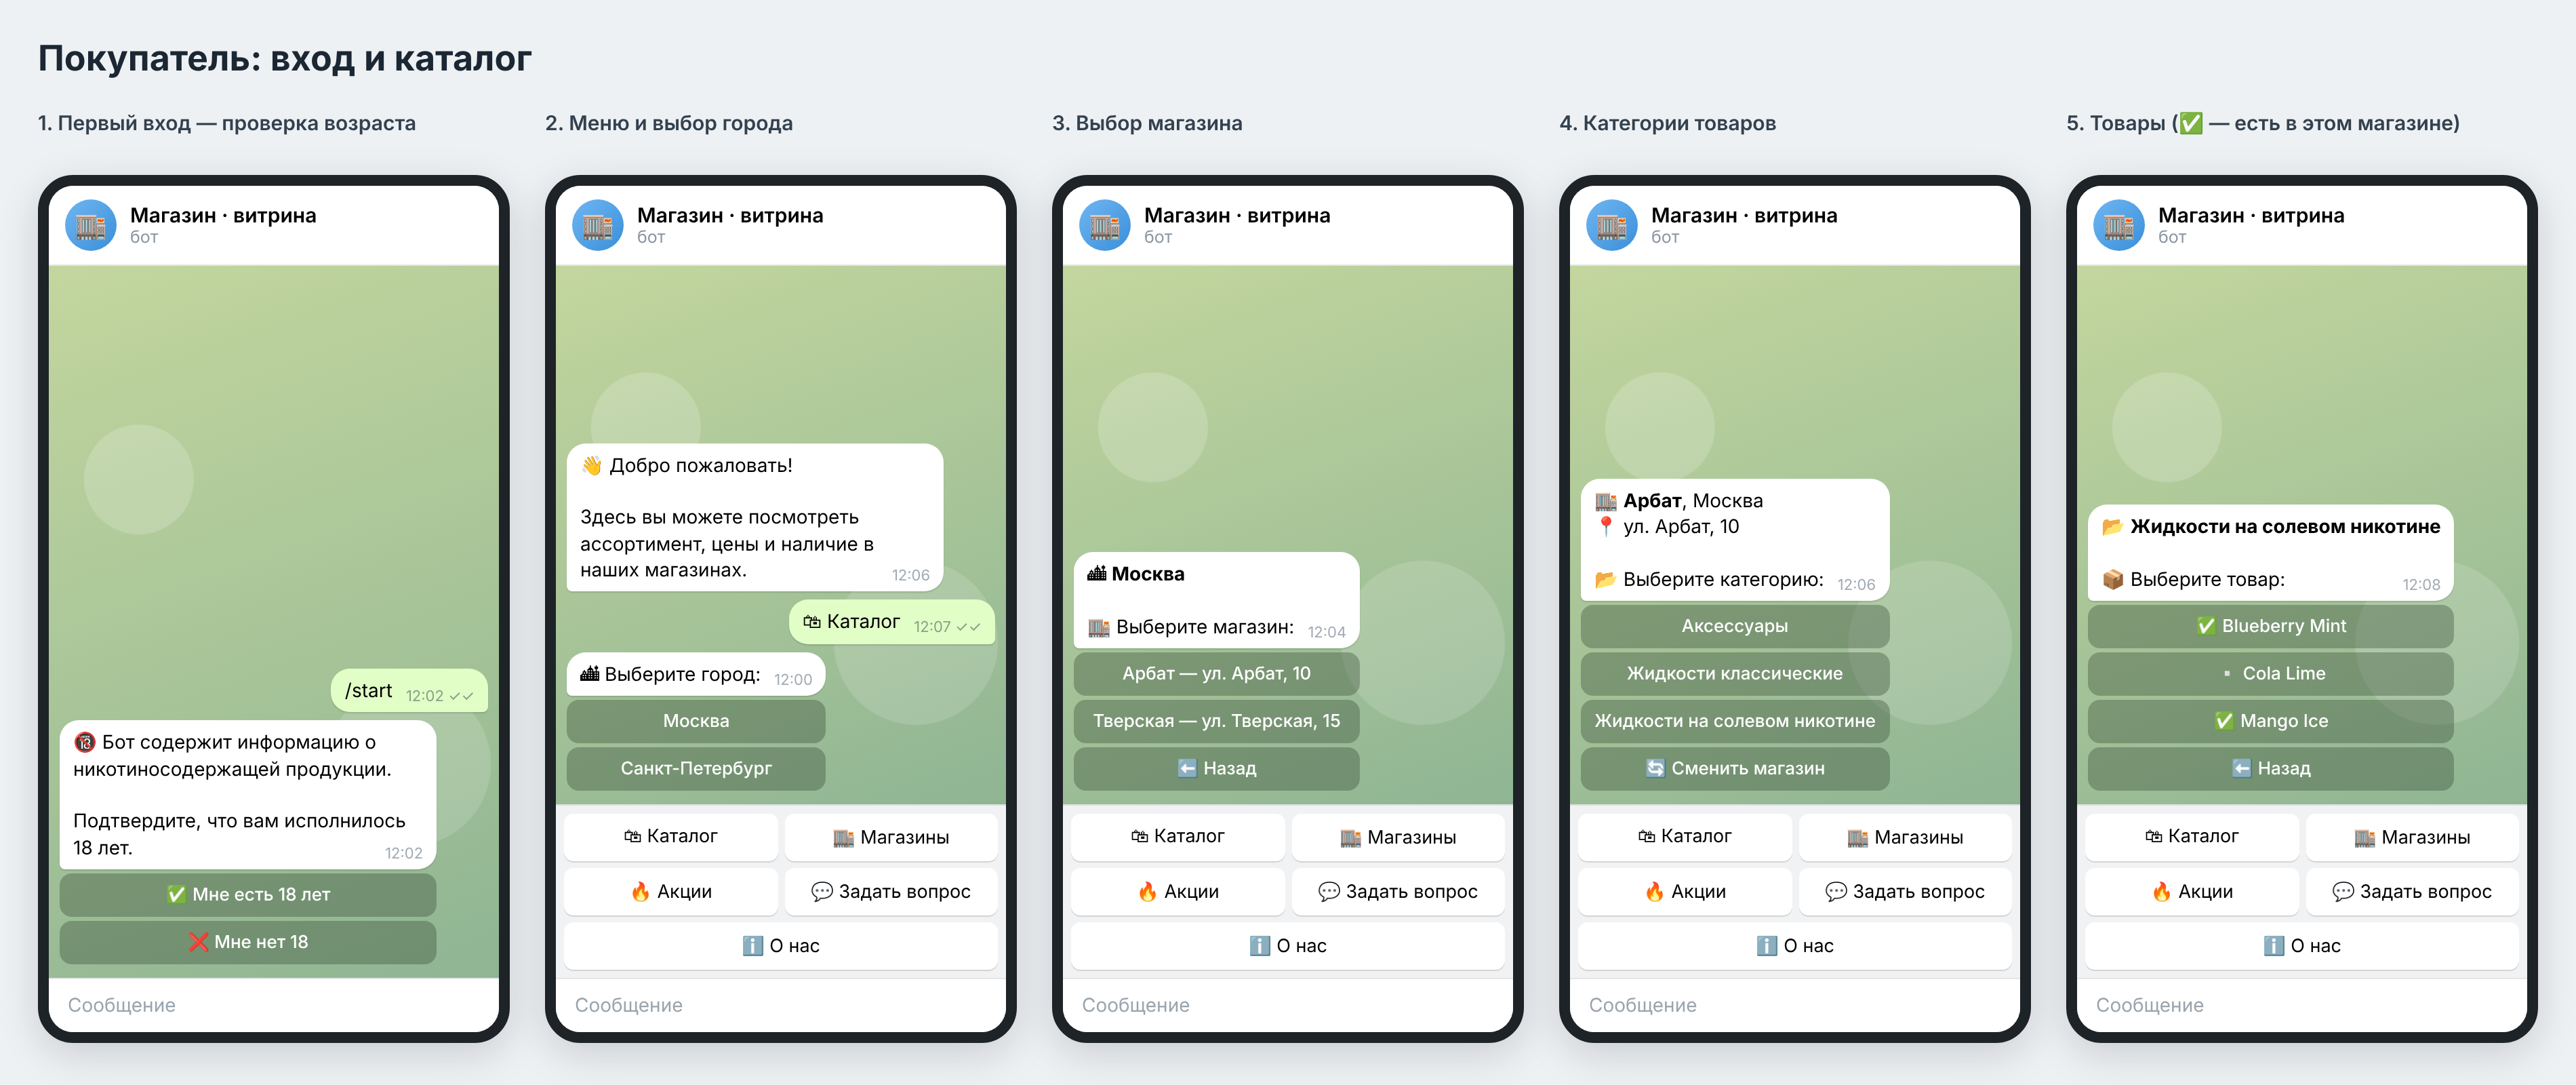 Покупатель: вход и каталог
1. Первый вход — проверка возраста
🏬 Магазин · витрина
бот
/start 12:02 ✓✓
🔞 Бот содержит информацию о
никотиносодержащей продукции.
Подтвердите, что вам исполнилось
18 лет. 12:02
✅ Мне есть 18 лет
❌ Мне нет 18
Сообщение
2. Меню и выбор города
🏬 Магазин · витрина
бот
👋 Добро пожаловать!
Здесь вы можете посмотреть
ассортимент, цены и наличие в
наших магазинах. 12:06
🛍 Каталог 12:07 ✓✓
🏙 Выберите город: 12:00
Москва
Санкт-Петербург
🛍 Каталог
🏬 Магазины
🔥 Акции
💬 Задать вопрос
ℹ️ О нас
Сообщение
3. Выбор магазина
🏬 Магазин · витрина
бот
🏙 Москва
🏬 Выберите магазин: 12:04
Арбат — ул. Арбат, 10
Тверская — ул. Тверская, 15
⬅️ Назад
🛍 Каталог
🏬 Магазины
🔥 Акции
💬 Задать вопрос
ℹ️ О нас
Сообщение
4. Категории товаров
🏬 Магазин · витрина
бот
🏬 Арбат, Москва
📍 ул. Арбат, 10
📂 Выберите категорию: 12:06
Аксессуары
Жидкости классические
Жидкости на солевом никотине
🔄 Сменить магазин
🛍 Каталог
🏬 Магазины
🔥 Акции
💬 Задать вопрос
ℹ️ О нас
Сообщение
5. Товары (✅ — есть в этом магазине)
🏬 Магазин · витрина
бот
📂 Жидкости на солевом никотине
📦 Выберите товар: 12:08
✅ Blueberry Mint
▫️ Cola Lime
✅ Mango Ice
⬅️ Назад
🛍 Каталог
🏬 Магазины
🔥 Акции
💬 Задать вопрос
ℹ️ О нас
Сообщение